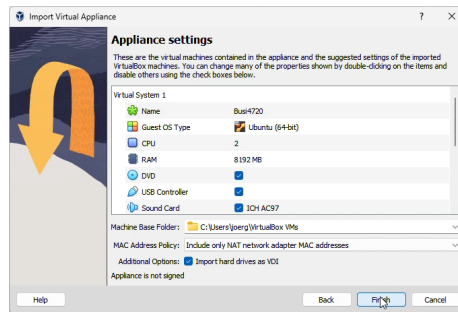 Import Virtual Appliance
Appliance settings
These are the virtual machines contained in the appliance and the suggested settings of the imported
VirtualBox machines. You can change many of the properties shown by double-clicking on the items and
disable others using the check boxes below.
Virtual System 1
Name Busi4720
Guest OS Type Ubuntu (64-bit)
CPU 2
RAM 8192 MB
DVD
USB Controller
Sound Card ICH AC97
Machine Base Folder: C:\Users\joerg\VirtualBox VMs
MAC Address Policy: Include only NAT network adapter MAC addresses
Additional Options: Import hard drives as VDI
Appliance is not signed
Help Back Finish Cancel